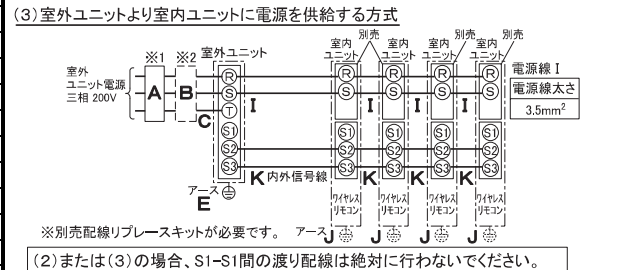 (3)室外ユニットより室内ユニットに電源を供給する方式
※1 ※2 室外ユニット
別売 別売 別売
室内ユニット 室内ユニット 室内ユニット 室内ユニット
室外
ユニット電源
三相 200V
A B C
R R R R R
S S S S S
T
I I I I
電源線 I
電源線太さ
3.5mm²
S1 S1 S1 S1 S1
S2 S2 S2 S2 S2
S3 S3 S3 S3 S3
K 内外信号線 K K K
アース
E
ワイヤレスリモコン ワイヤレスリモコン ワイヤレスリモコン ワイヤレスリモコン
※別売配線リプレースキットが必要です。 アース J J J J
(2)または(3)の場合、S1-S1間の渡り配線は絶対に行わないでください。